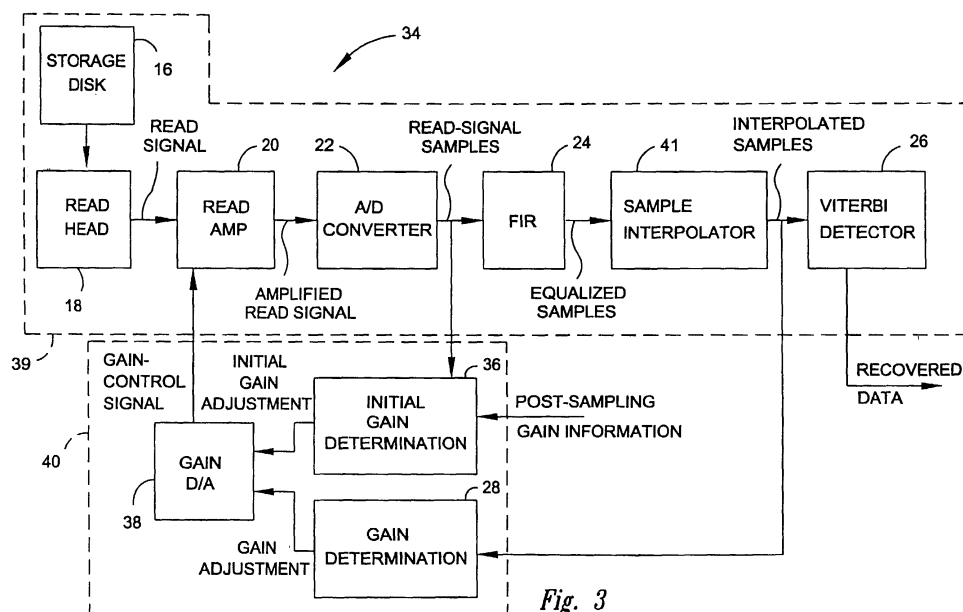 34
STORAGE
DISK
16
READ
SIGNAL
20
22
READ-SIGNAL
SAMPLES
24
41
INTERPOLATED
SAMPLES
26
READ
HEAD
READ
AMP
A/D
CONVERTER
FIR
SAMPLE
INTERPOLATOR
VITERBI
DETECTOR
18
AMPLIFIED
READ SIGNAL
EQUALIZED
SAMPLES
39
GAIN-
CONTROL
SIGNAL
INITIAL
GAIN
ADJUSTMENT
36
INITIAL
GAIN
DETERMINATION
POST-SAMPLING
GAIN INFORMATION
RECOVERED
DATA
40
GAIN
D/A
38
28
GAIN
DETERMINATION
GAIN
ADJUSTMENT
Fig. 3